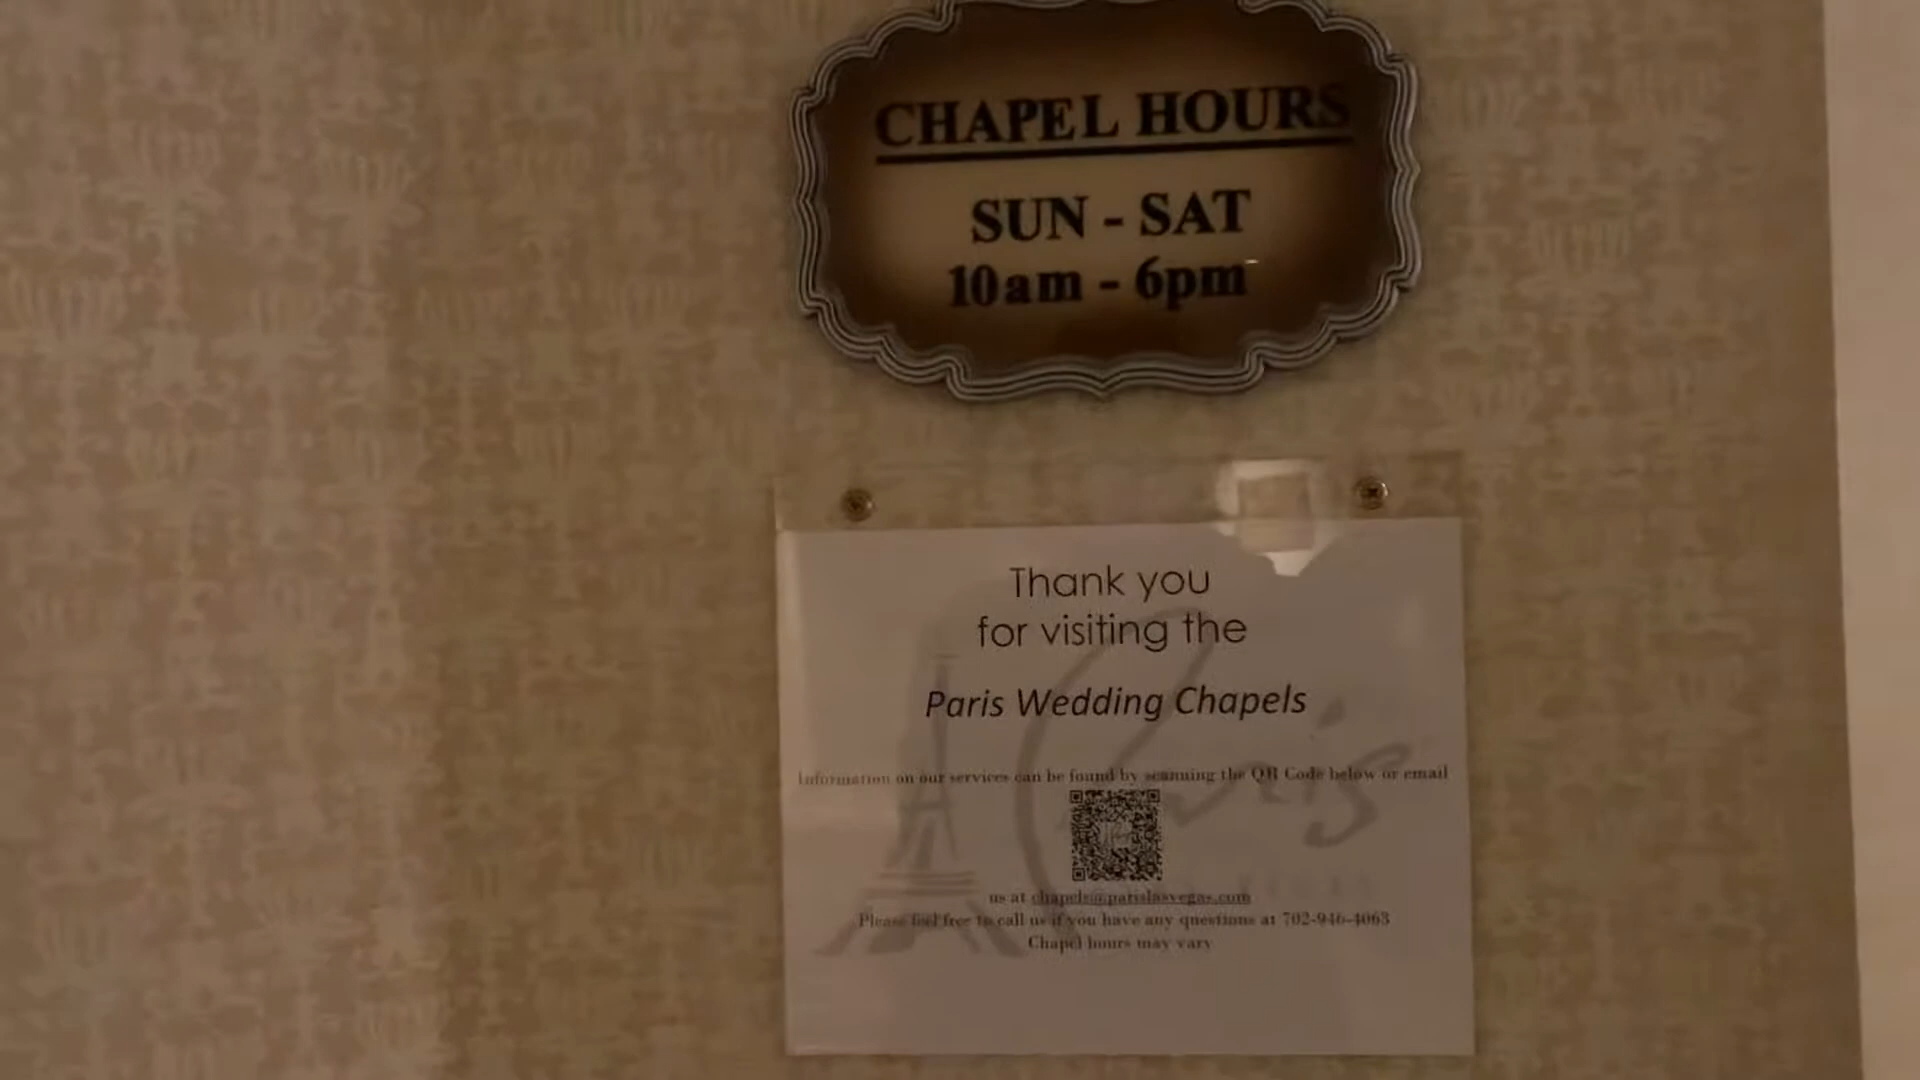 CHAPEL HOURS
SUN - SAT
10am - 6pm
Thank you
for visiting the
Paris Wedding Chapels
Information on our services can be found by scanning the QR Code below or email
us at chapels@parislasvegas.com
Please feel free to call us if you have any questions at 702-946-4063
Chapel hours may vary
Paris